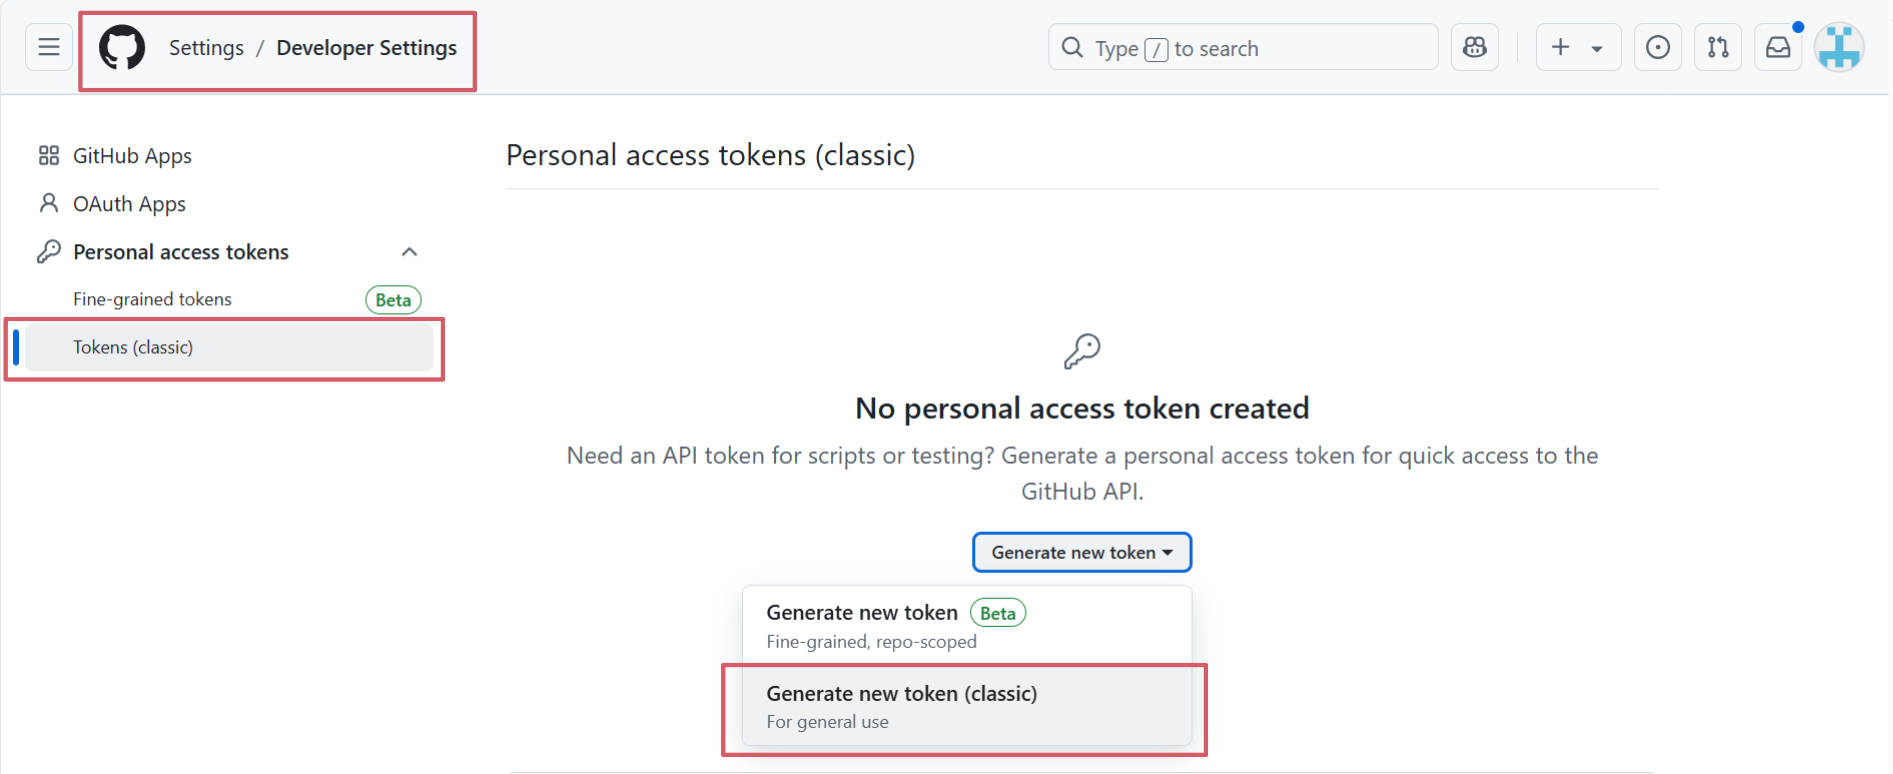 Settings / Developer Settings
Type / to search
GitHub Apps
OAuth Apps
Personal access tokens
Fine-grained tokens Beta
Tokens (classic)
Personal access tokens (classic)
No personal access token created
Need an API token for scripts or testing? Generate a personal access token for quick access to the
GitHub API.
Generate new token
Generate new token Beta
Fine-grained, repo-scoped
Generate new token (classic)
For general use